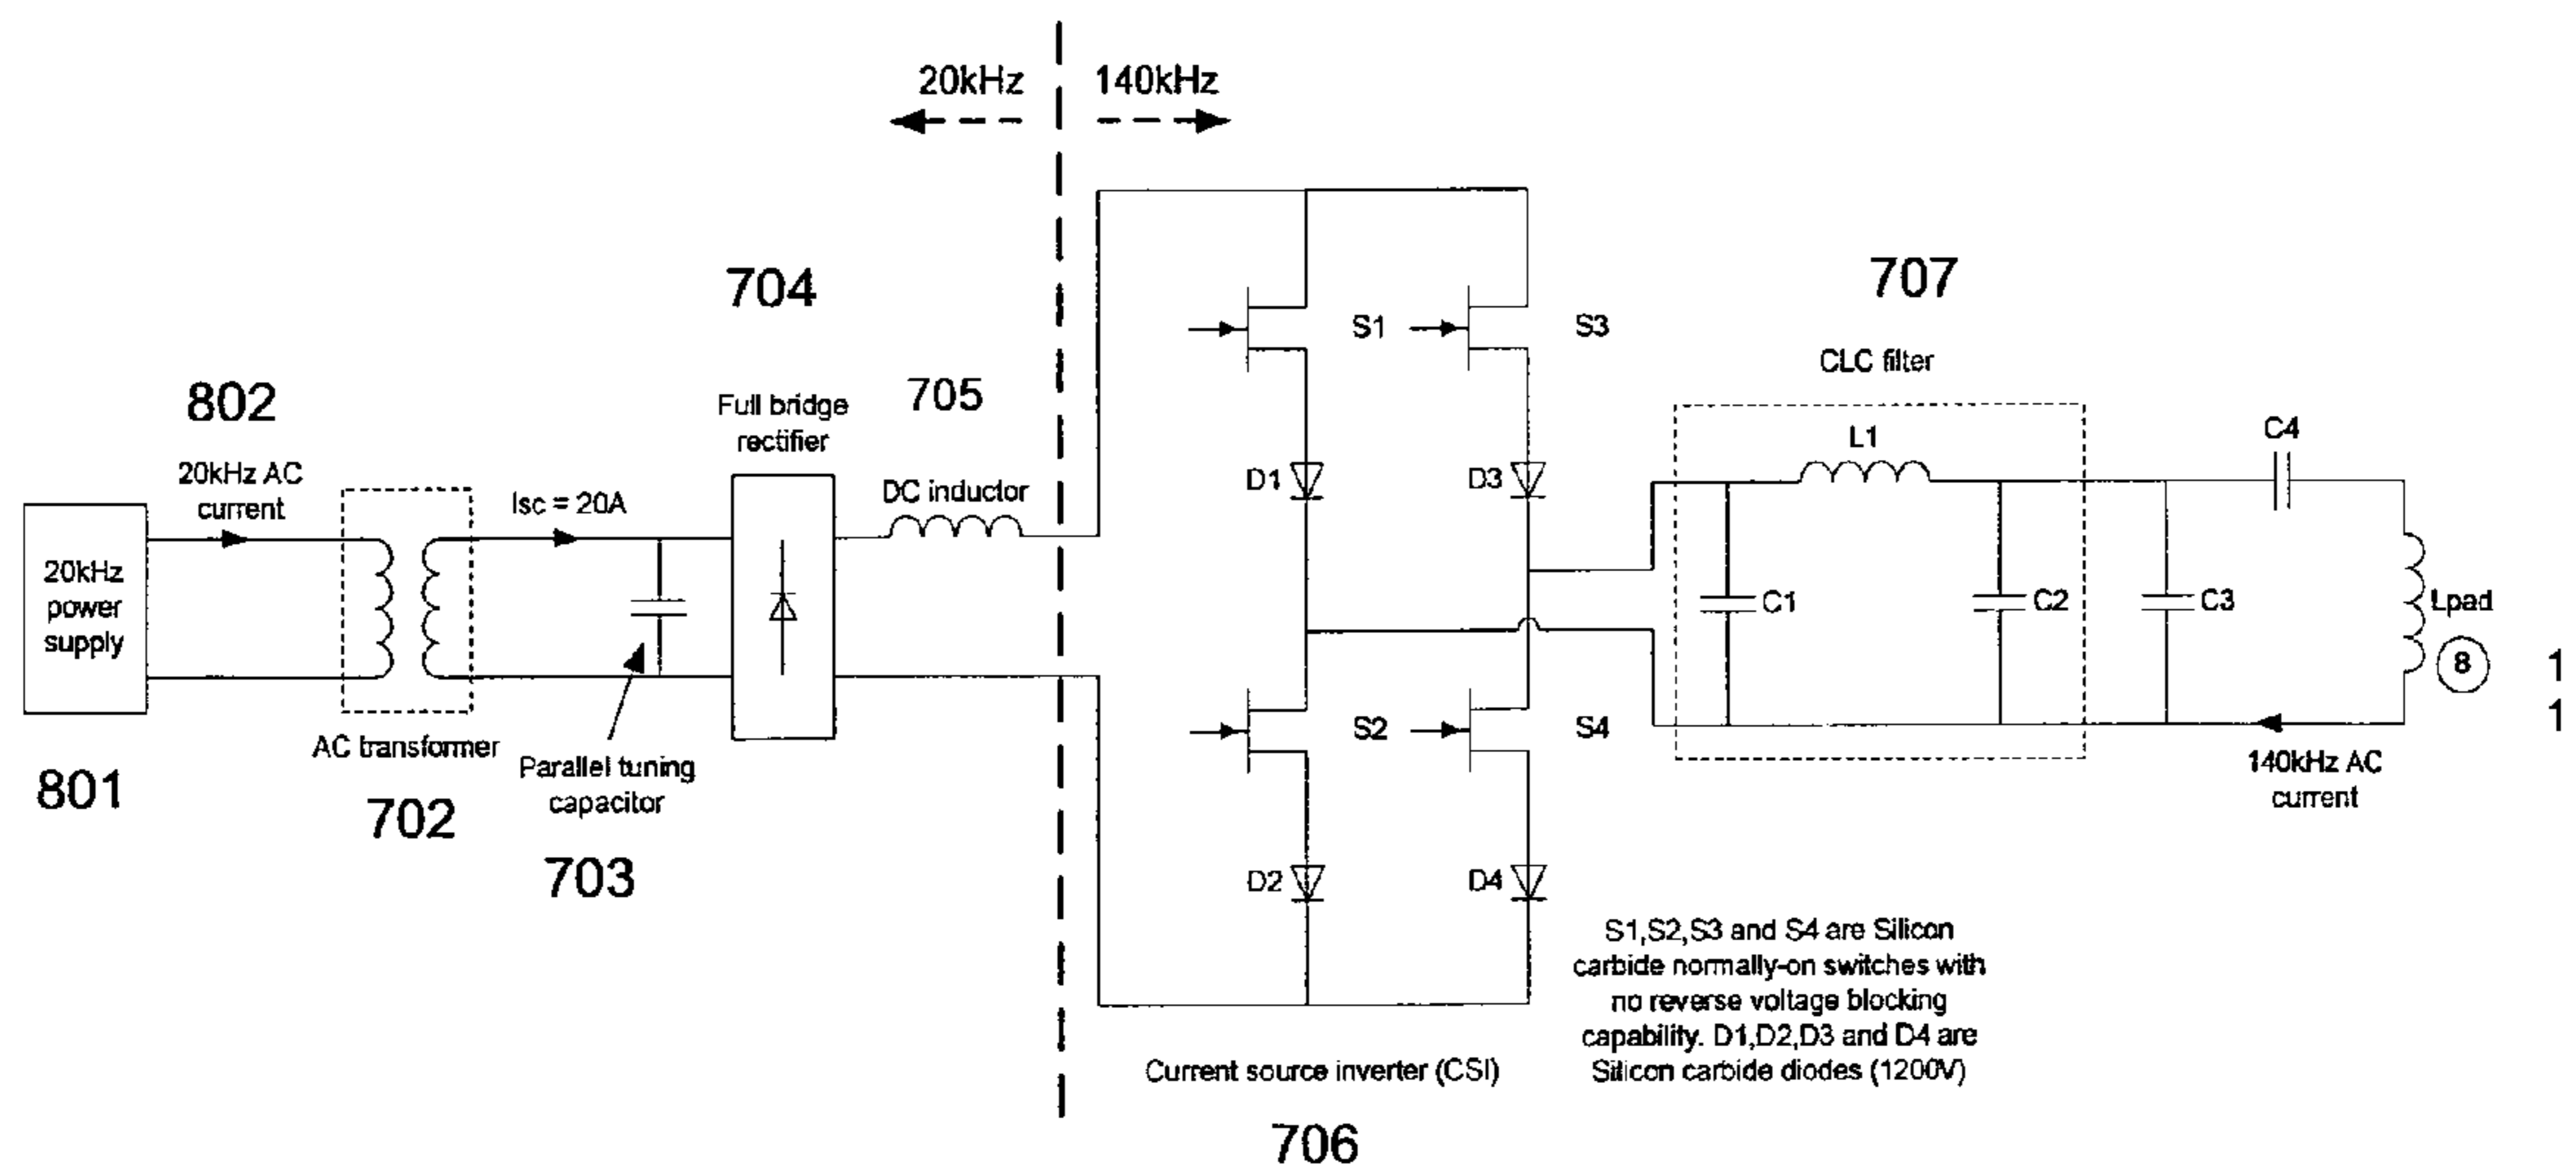 20kHz
140kHz
704
707
S1
S3
CLC filter
802
705
Full bridge
rectifier
20kHz AC
current
Isc = 20A
DC inductor
D1
D3
L1
C4
20kHz
power
supply
C1
C2
C3
Lpad
8
1
1
AC transformer
Parallel tuning
capacitor
S2
S4
140kHz AC
current
801
702
703
D2
D4
S1,S2,S3 and S4 are Silicon
carbide normally-on switches with
no reverse voltage blocking
capability. D1,D2,D3 and D4 are
Silicon carbide diodes (1200V)
Current source inverter (CSI)
706